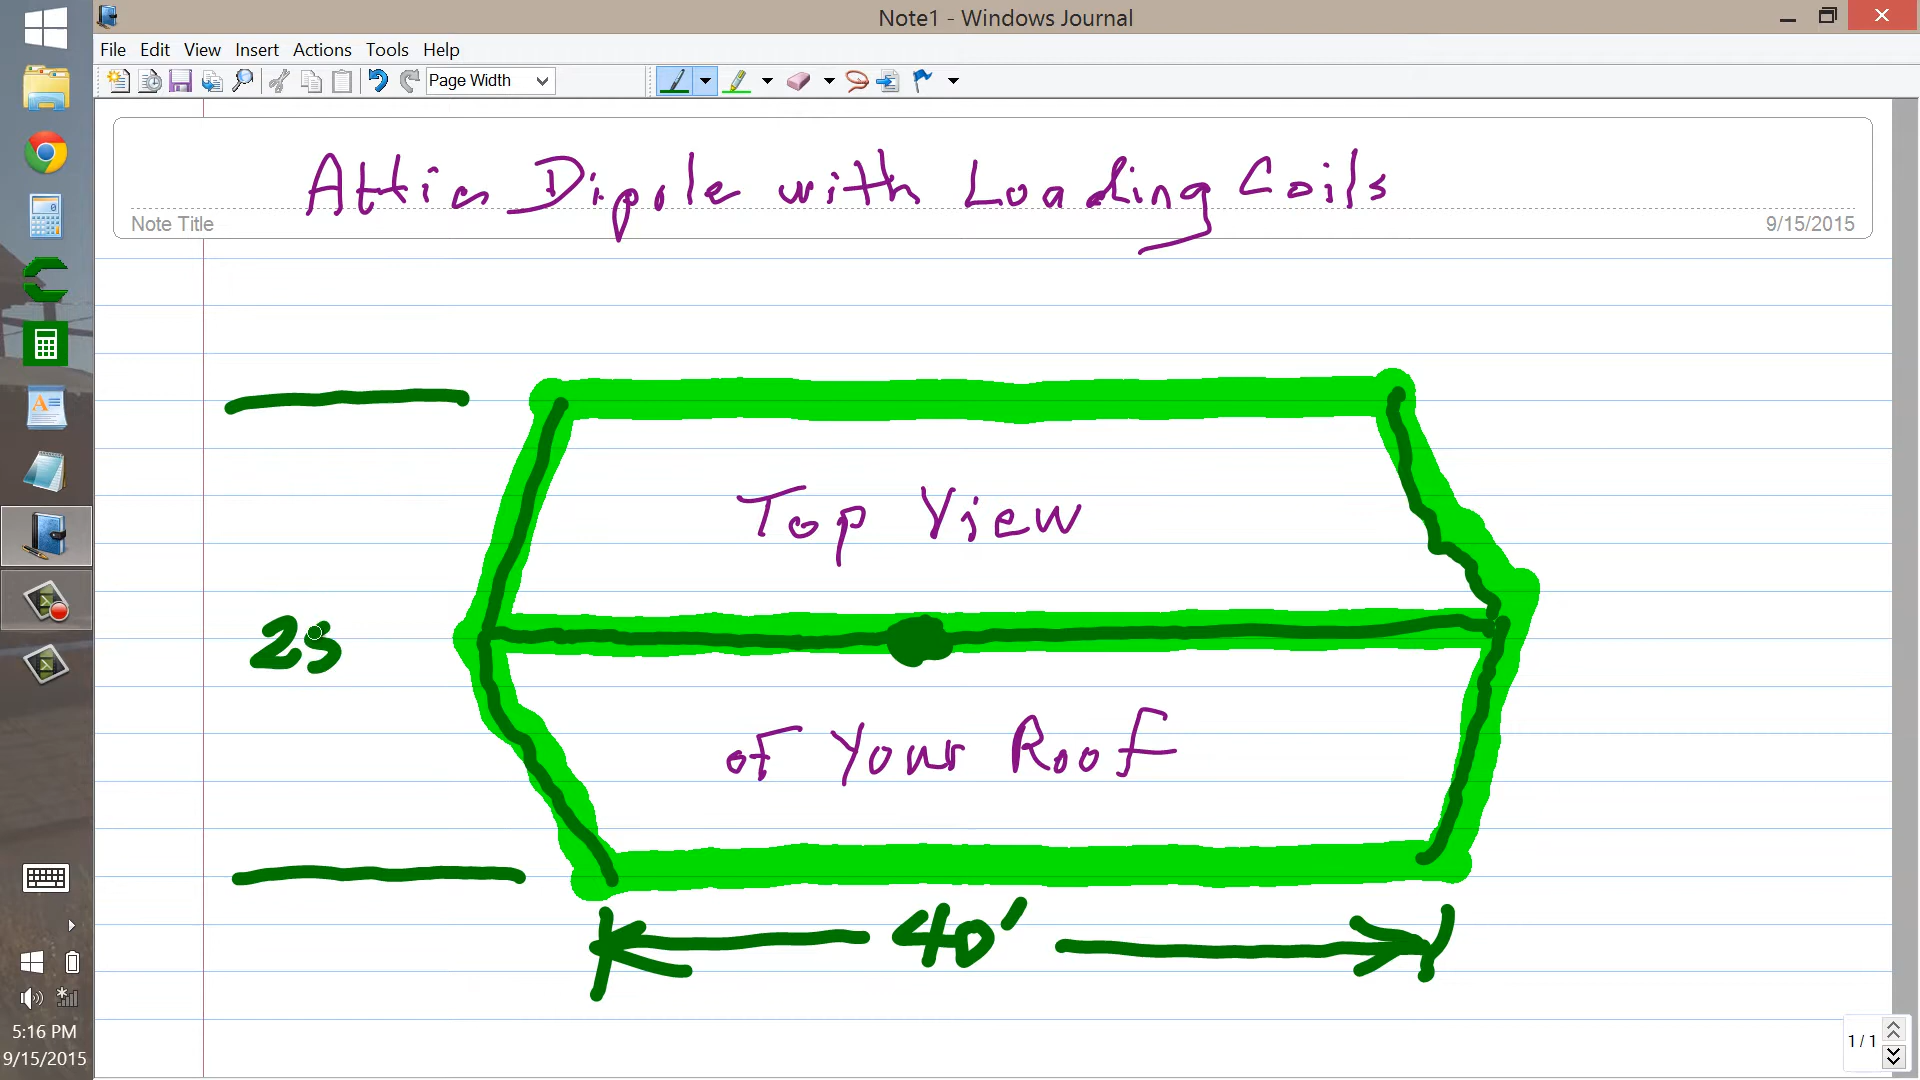 Note1 - Windows Journal
File Edit View Insert Actions Tools Help
Page Width
Attic Dipole with Loading Coils
Note Title
9/15/2015
Top View
25
of Your Roof
40'
1 / 1
5:16 PM
9/15/2015